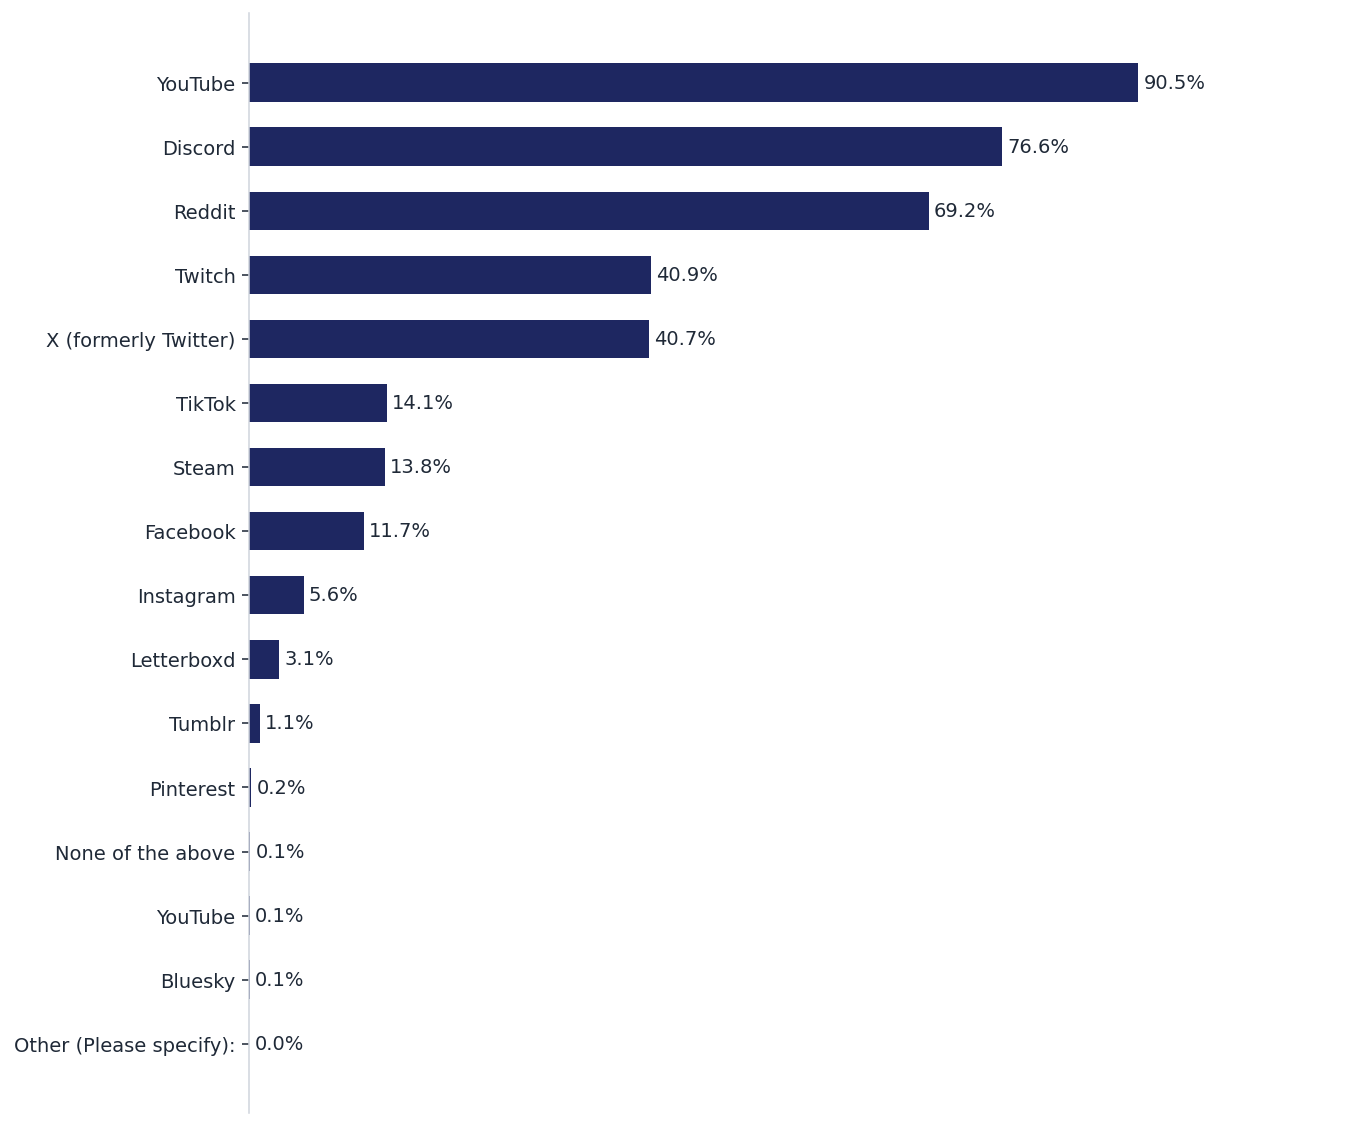 YouTube 90.5%
Discord 76.6%
Reddit 69.2%
Twitch 40.9%
X (formerly Twitter) 40.7%
TikTok 14.1%
Steam 13.8%
Facebook 11.7%
Instagram 5.6%
Letterboxd 3.1%
Tumblr 1.1%
Pinterest 0.2%
None of the above 0.1%
YouTube 0.1%
Bluesky 0.1%
Other (Please specify): 0.0%